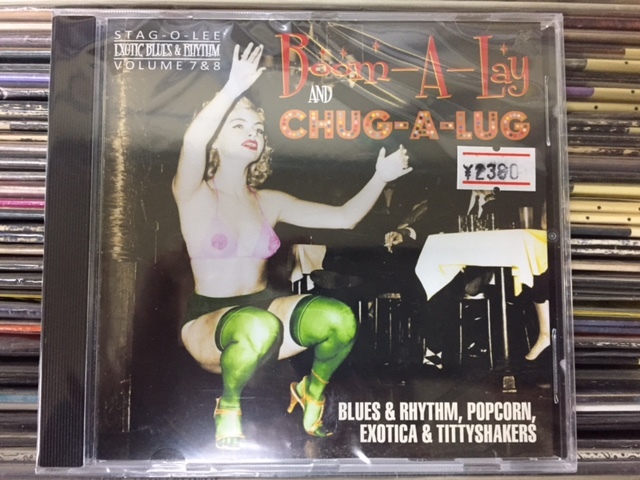 STAG-O-LEE
EXOTIC BLUES & RHYTHM
VOLUME 7&8
Boom-A-Lay
AND
CHUG-A-LUG
¥2380
BLUES & RHYTHM, POPCORN,
EXOTICA & TITTYSHAKERS